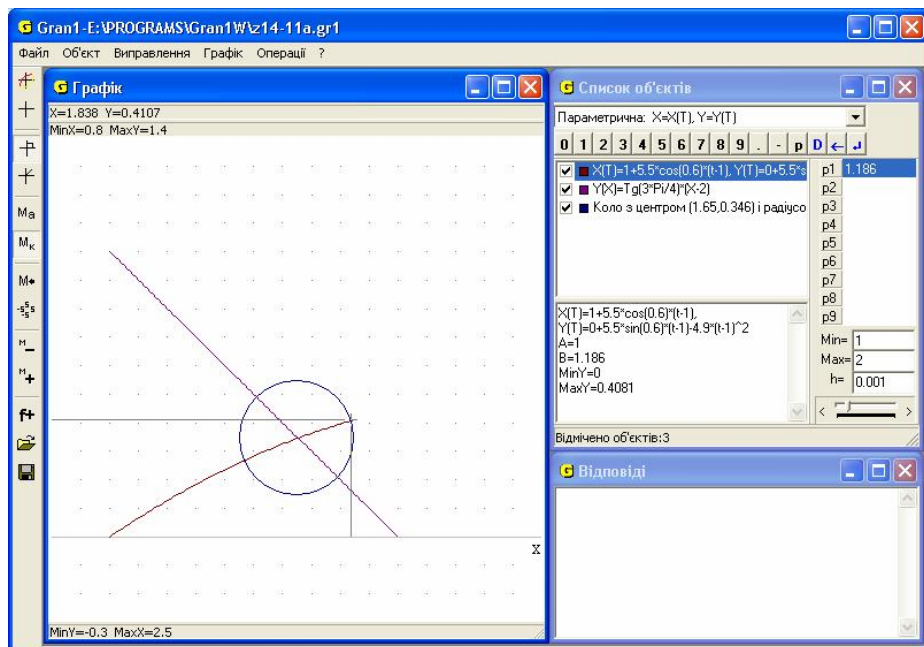 Gran1-E:\PROGRAMS\Gran1W\z14-11a.gr1
Файл Об'єкт Виправлення Графік Операції ?
Графік
X=1.838 Y=0.4107
MinX=0.8 MaxY=1.4
X
MinY=-0.3 MaxX=2.5
Mа
Mк
M+
M
M+
f+
Список об'єктів
Параметрична: X=X(T), Y=Y(T)
0 1 2 3 4 5 6 7 8 9 . - p D ← ↲
X(T)=1+5.5*cos(0.6)*(t-1), Y(T)=0+5.5*s
Y(X)=Tg(3*Pi/4)*(X-2)
Коло з центром (1.65,0.346) і радіусо
p1 1.186
p2
p3
p4
p5
p6
p7
p8
p9
X(T)=1+5.5*cos(0.6)*(t-1),
Y(T)=0+5.5*sin(0.6)*(t-1)-4.9*(t-1)^2
A=1
B=1.186
MinY=0
MaxY=0.4081
Min= 1
Max= 2
h= 0.001
Відмічено об'єктів:3
Відповіді